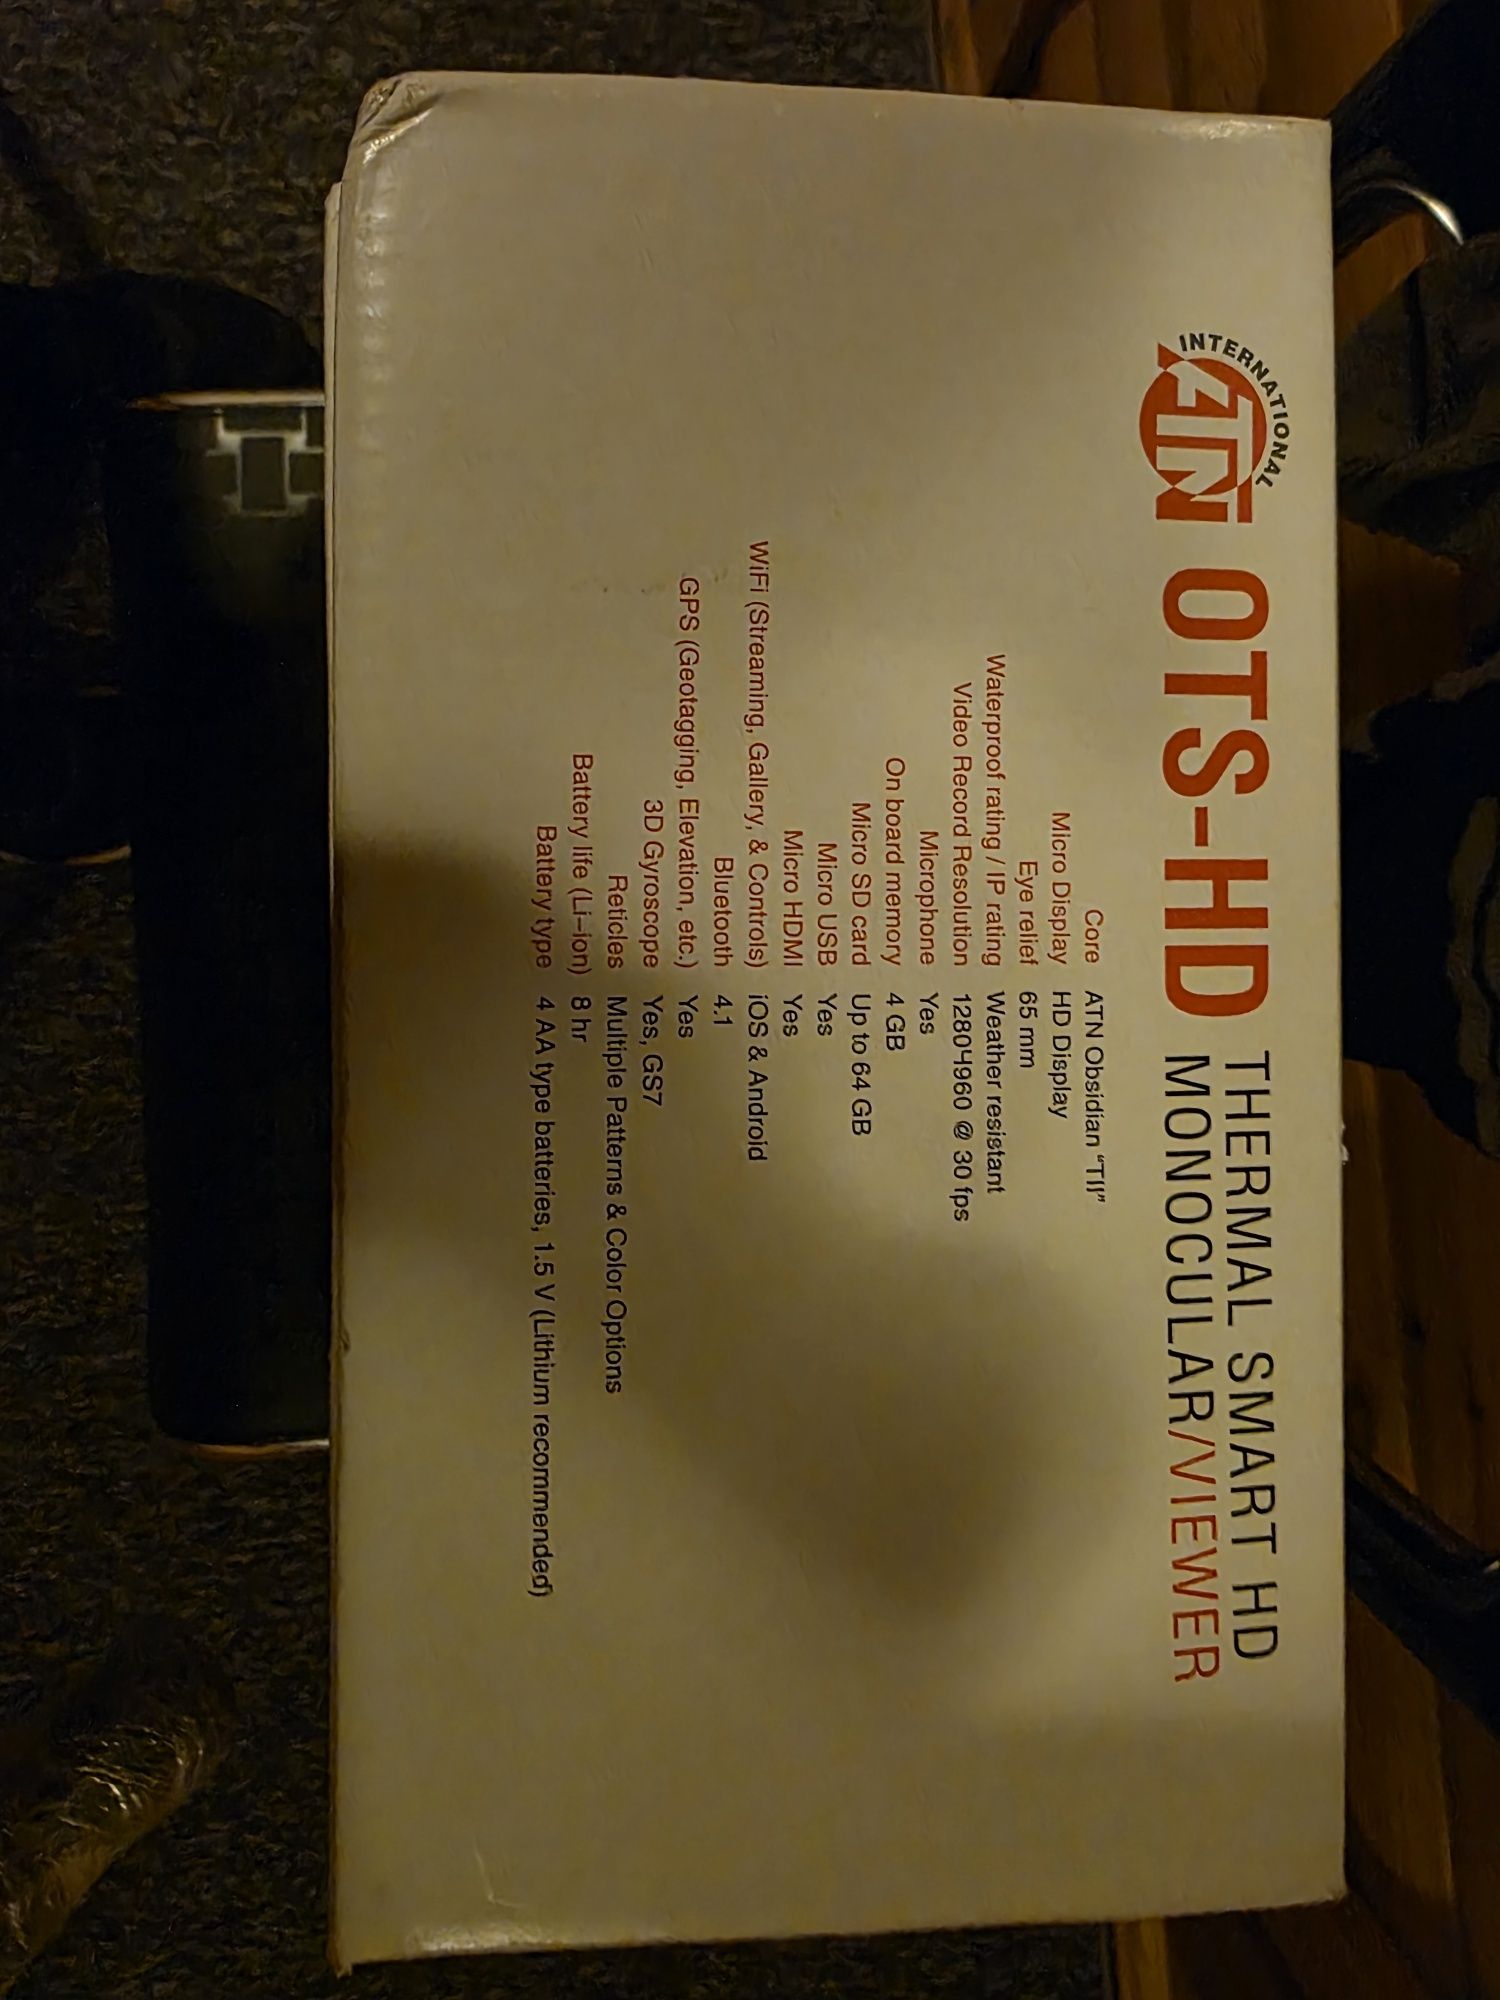 INTERNATIONAL
ATN OTS-HD THERMAL SMART HD
MONOCULAR/VIEWER
Core ATN Obsidian “TII”
Micro Display HD Display
Eye relief 65 mm
Waterproof rating / IP rating Weather resistant
Video Record Resolution 1280Ч960 @ 30 fps
Microphone Yes
On board memory 4 GB
Micro SD card Up to 64 GB
Micro USB Yes
Micro HDMI Yes
WiFi (Streaming, Gallery, & Controls) iOS & Android
Bluetooth 4.1
GPS (Geotagging, Elevation, etc.) Yes
3D Gyroscope Yes, GS7
Reticles Multiple Patterns & Color Options
Battery life (Li–ion) 8 hr
Battery type 4 AA type batteries, 1.5 V (Lithium recommended)